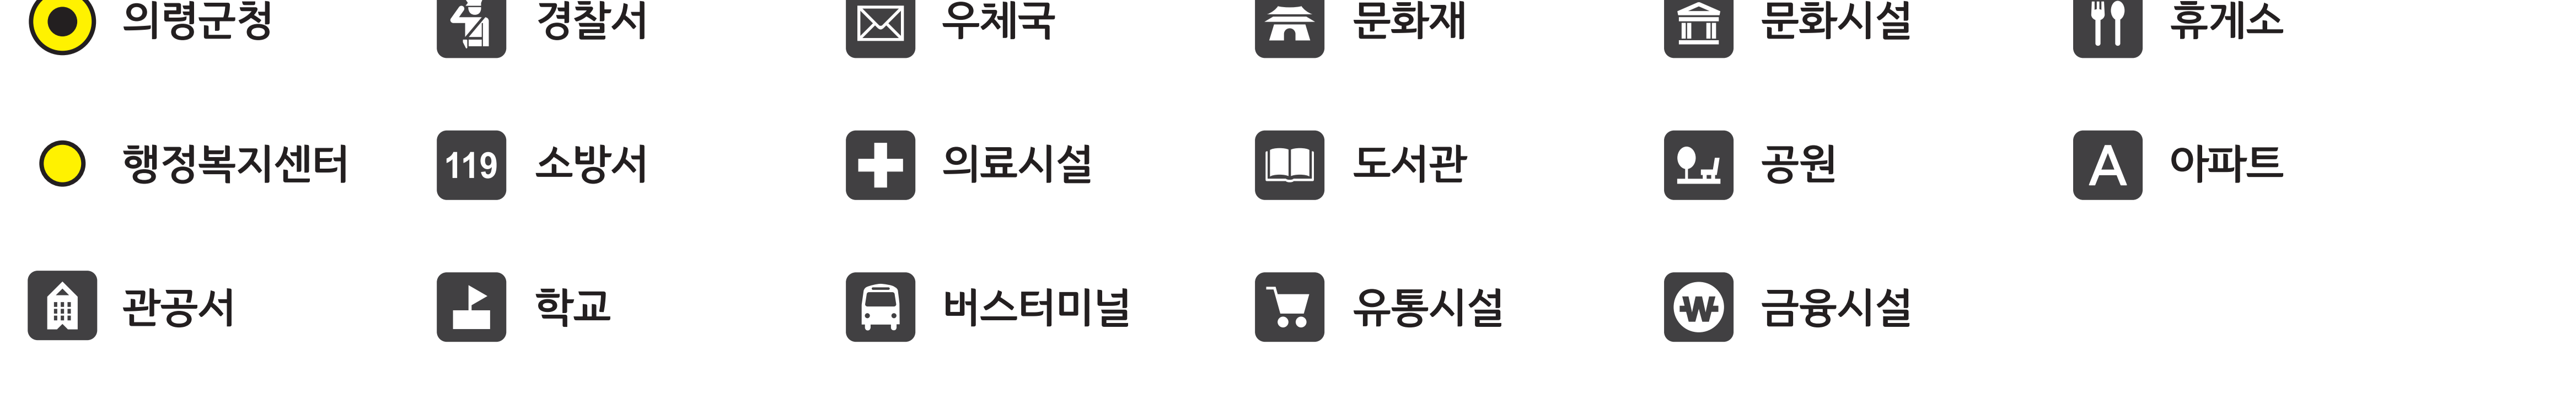 의령군청 경찰서 우체국 문화재 문화시설 휴게소
행정복지센터 119 소방서 의료시설 도서관 공원 A 아파트
관공서 학교 버스터미널 유통시설 ₩ 금융시설